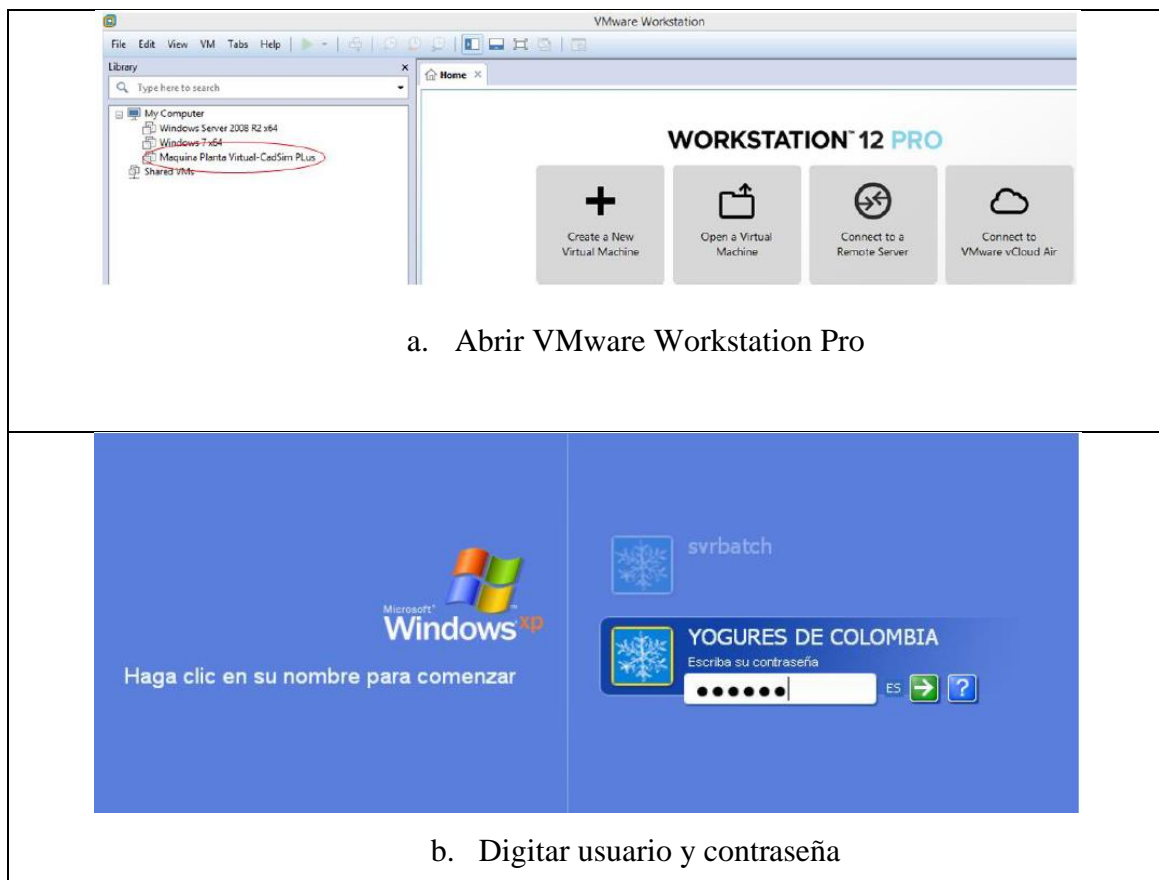 VMware Workstation
File Edit View VM Tabs Help
Library
Home
Type here to search
My Computer
Windows Server 2008 R2 x64
Windows 7 x64
Maquina Planta Virtual-CadSim PLus
Shared VMs
WORKSTATION™ 12 PRO
Create a New
Virtual Machine
Open a Virtual
Machine
Connect to a
Remote Server
Connect to
VMware vCloud Air
a. Abrir VMware Workstation Pro
Microsoft®
Windows xp
Haga clic en su nombre para comenzar
svrbatch
YOGURES DE COLOMBIA
Escriba su contraseña
ES
?
b. Digitar usuario y contraseña